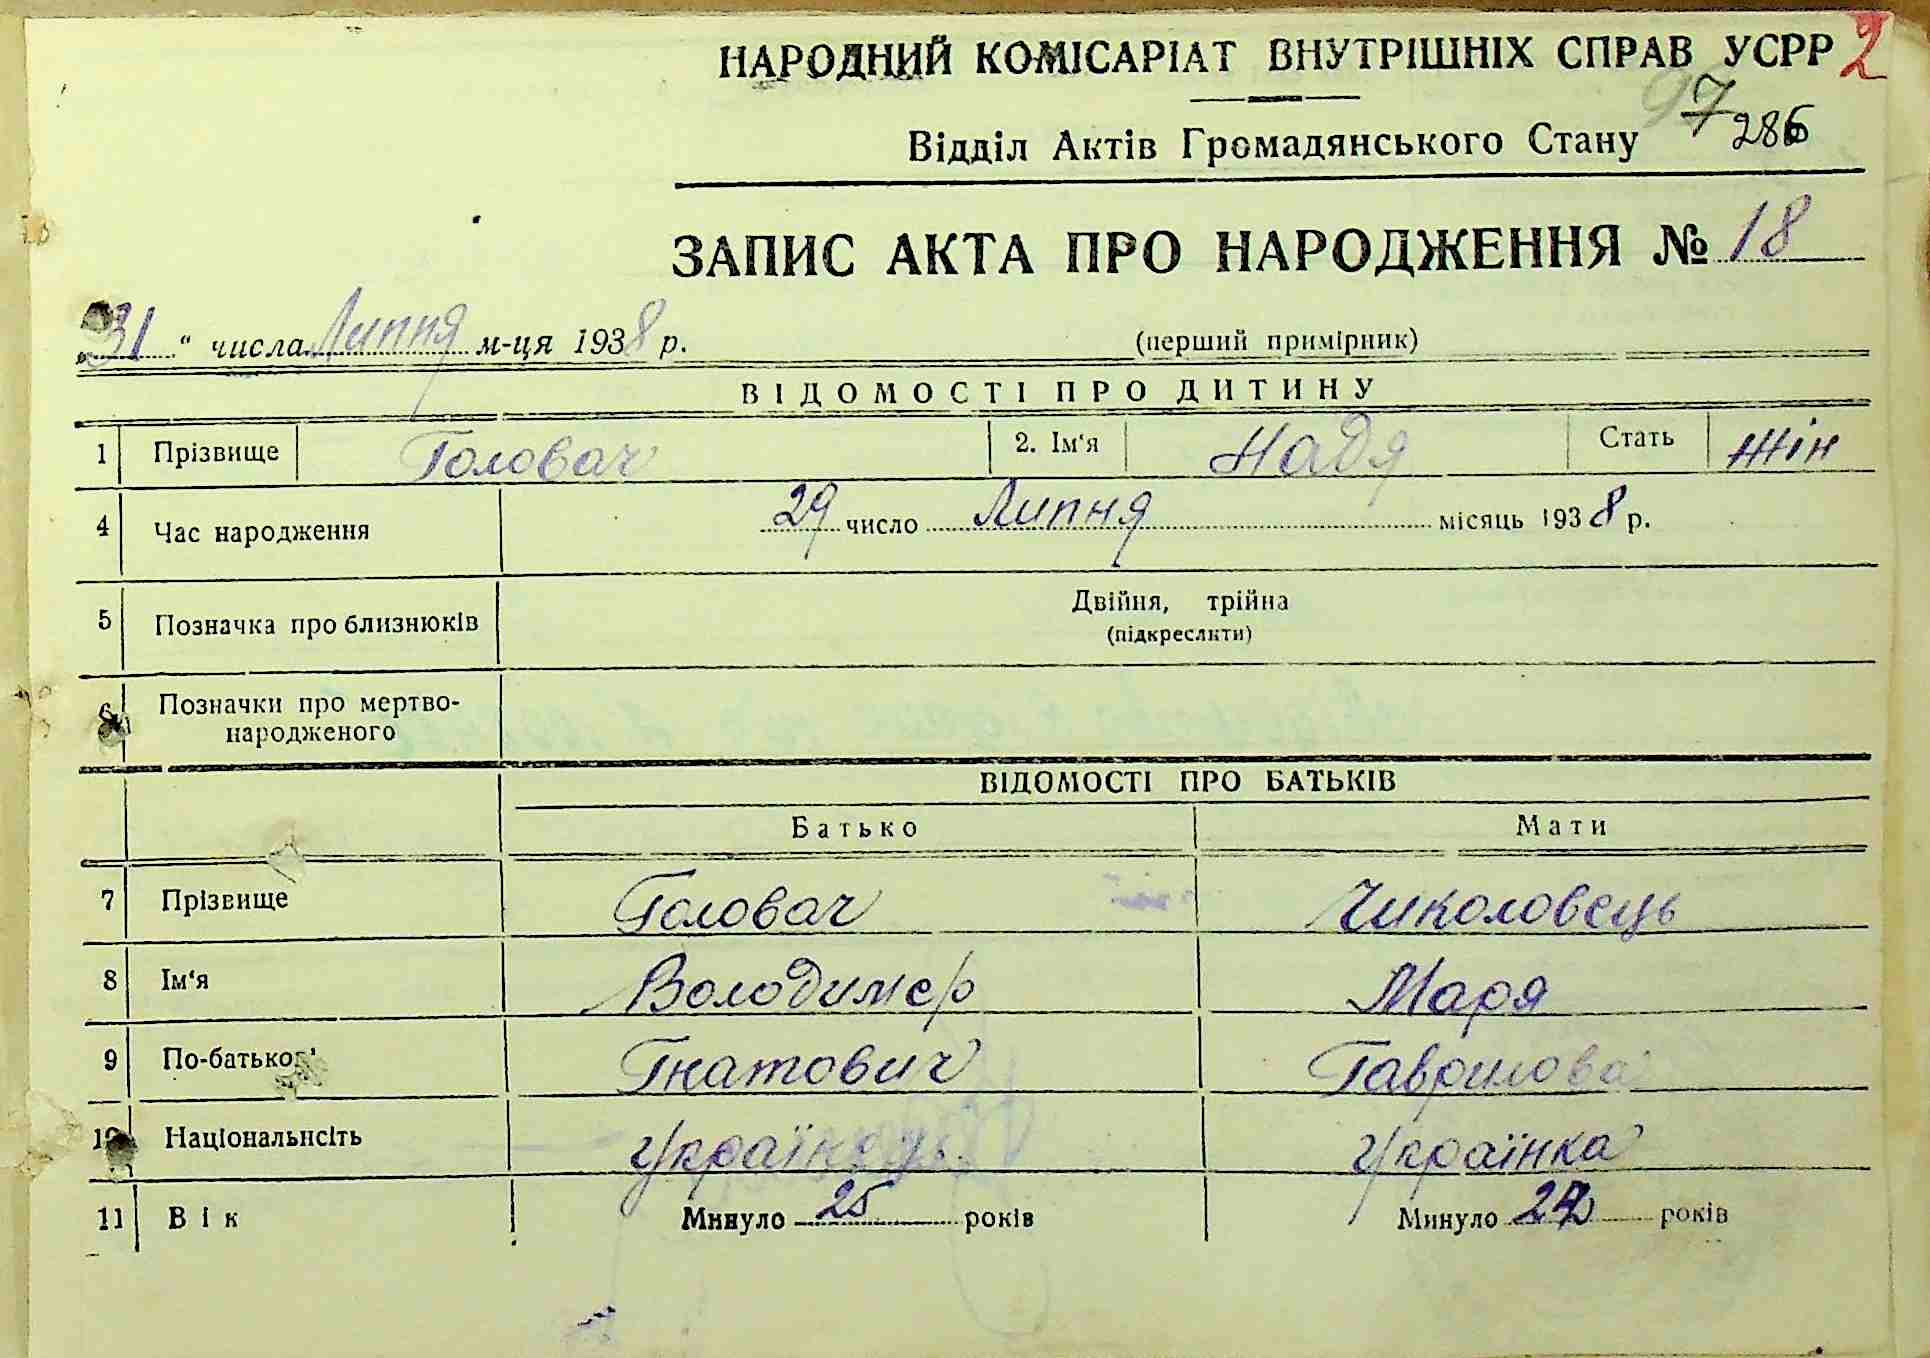 НАРОДНИЙ КОМІСАРІАТ ВНУТРІШНІХ СПРАВ УСРР 2
97
286
Відділ Актів Громадянського Стану
ЗАПИС АКТА ПРО НАРОДЖЕННЯ № 18
31 " числа Липня м-ця 1938 р. (перший примірник)
ВІДОМОСТІ ПРО ДИТИНУ
1 Прізвище Головач 2. Ім'я Надя Стать жін
4 Час народження 29 число Липня місяць 1938 р.
5 Позначка про близнюків Двійня, трійна
(підкреслити)
6 Позначки про мертво-
народженого
ВІДОМОСТІ ПРО БАТЬКІВ
Батько Мати
7 Прізвище Головач Чиколовець
8 Ім'я Володимер Маря
9 По-батькові Гнатович Гаврилова
10 Національність українець українка
11 Вік Минуло 25 років Минуло років